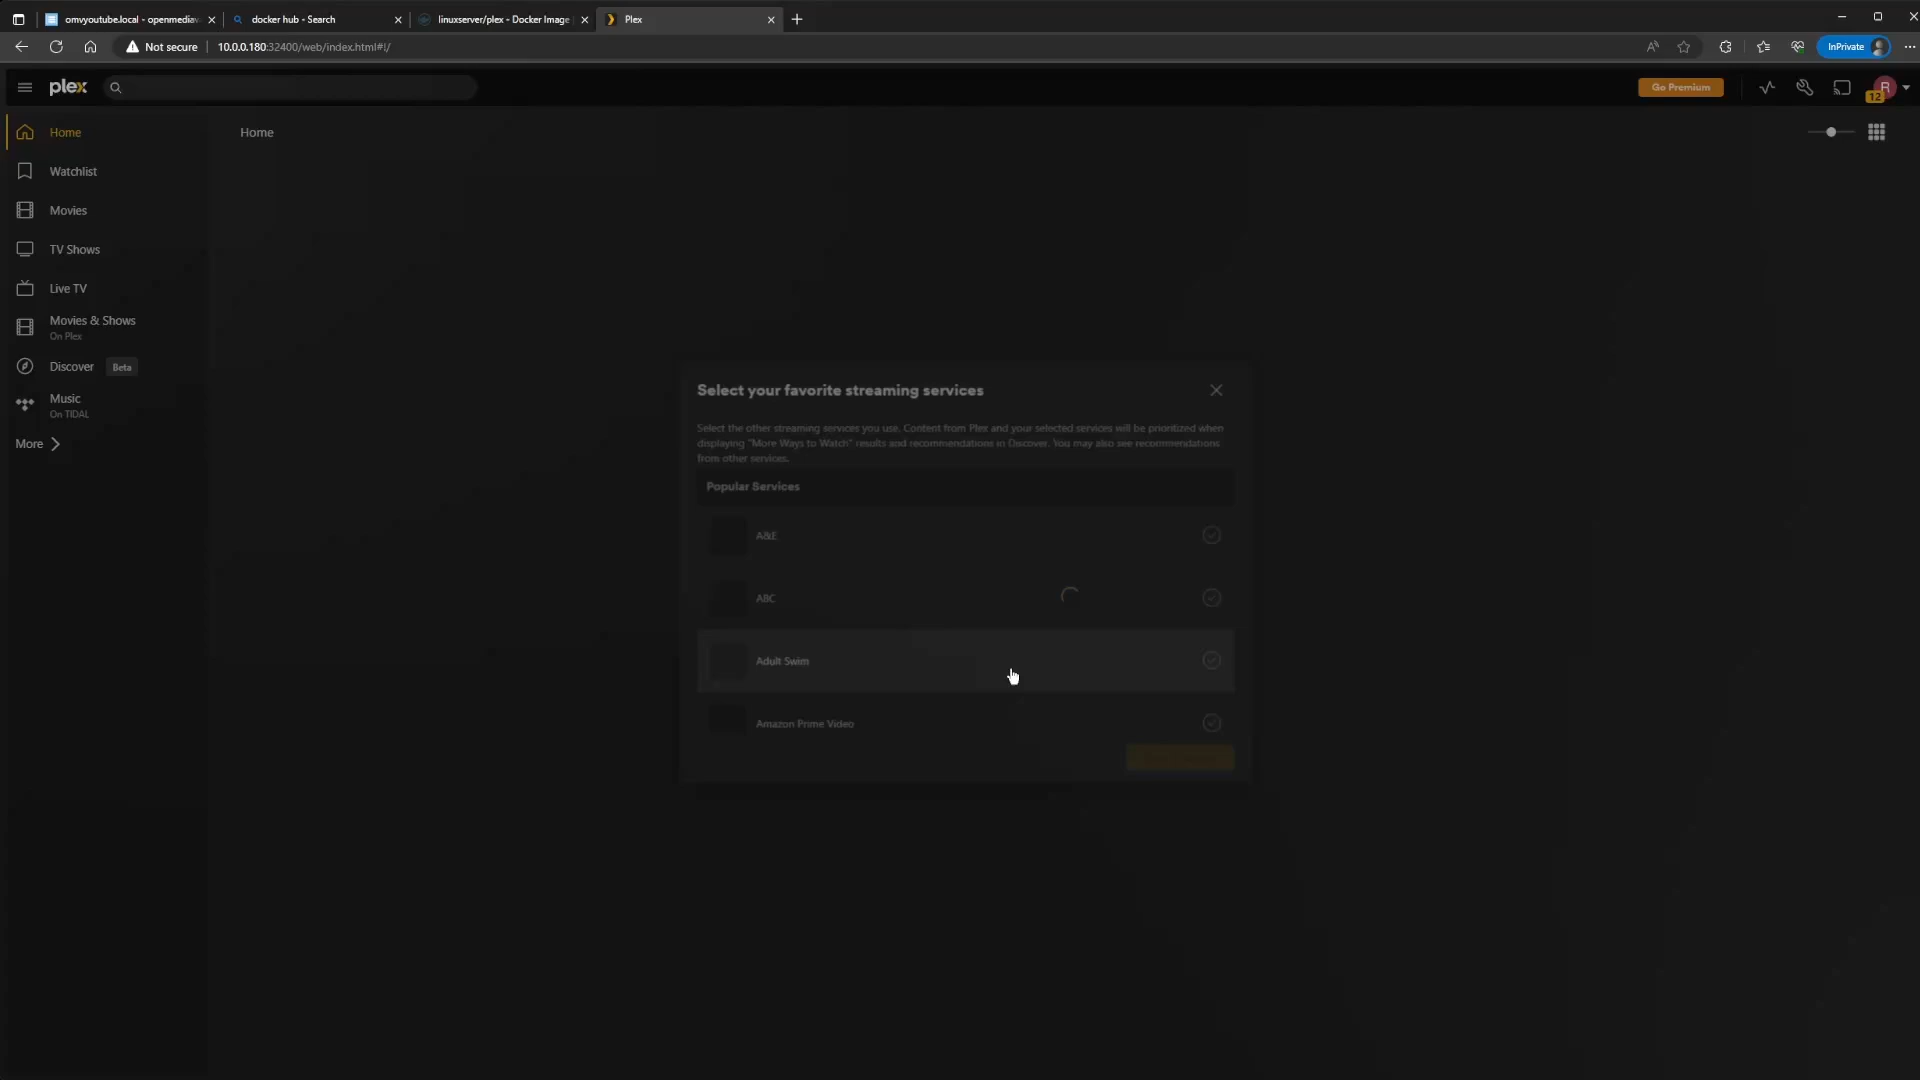 omvyoutube.local - openmediav
docker hub - Search
linuxserver/plex - Docker Image
Plex
Not secure
10.0.0.180:32400/web/index.html#!/
InPrivate
plex
Go Premium
R
12
Home
Home
Watchlist
Movies
TV Shows
Live TV
Movies & Shows
On Plex
Discover
Beta
Music
On TIDAL
More
Select your favorite streaming services
Select the other streaming services you use. Content from Plex and your selected services will be prioritized when
displaying "More Ways to Watch" results and recommendations in Discover. You may also see recommendations
from other services.
Popular Services
A&E
ABC
Adult Swim
Amazon Prime Video